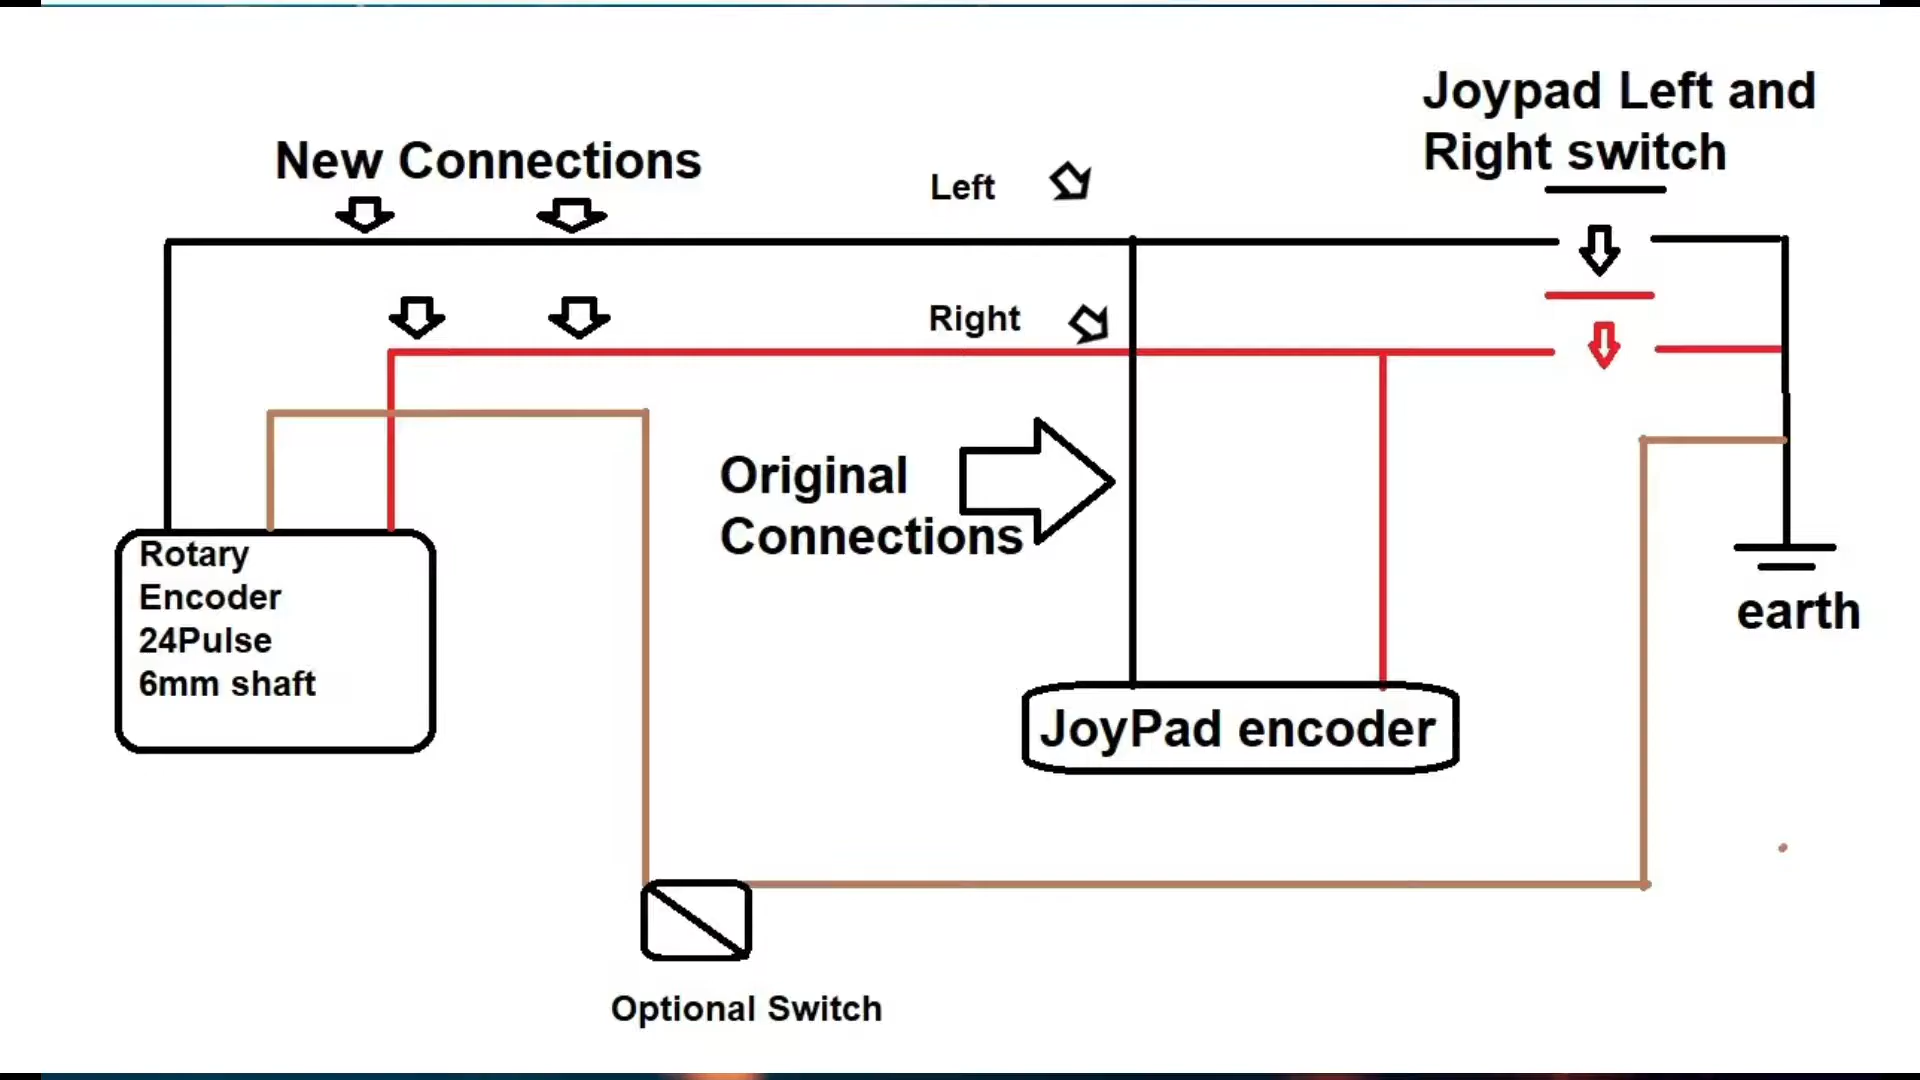 Joypad Left and
Right switch
New Connections
Left
Right
Original
Connections
Rotary
Encoder
24Pulse
6mm shaft
earth
JoyPad encoder
Optional Switch